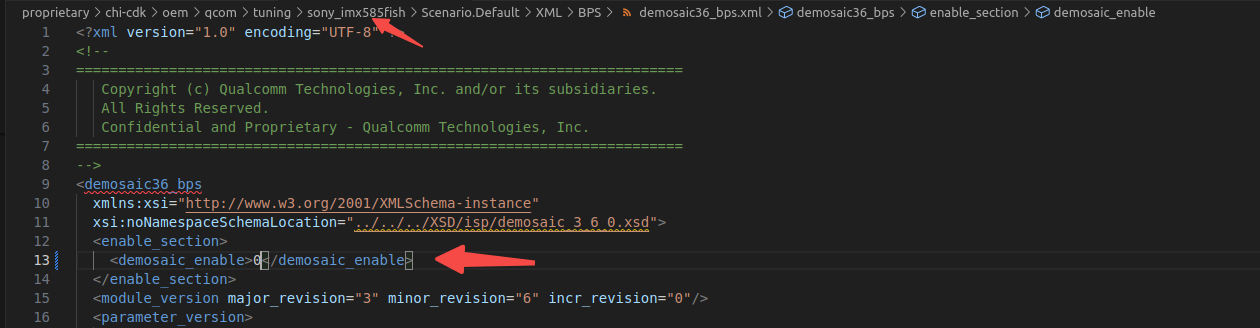 proprietary > chi-cdk > oem > qcom > tuning > sony_imx585fish > Scenario.Default > XML > BPS > demosaic36_bps.xml > demosaic36_bps > enable_section > demosaic_enable
1 <?xml version="1.0" encoding="UTF-8"?>
2 <!--
3 ========================================================================
4 Copyright (c) Qualcomm Technologies, Inc. and/or its subsidiaries.
5 All Rights Reserved.
6 Confidential and Proprietary - Qualcomm Technologies, Inc.
7 ========================================================================
8 -->
9 <demosaic36_bps
10 xmlns:xsi="http://www.w3.org/2001/XMLSchema-instance"
11 xsi:noNamespaceSchemaLocation="../../../XSD/isp/demosaic_3_6_0.xsd">
12 <enable_section>
13 <demosaic_enable>0</demosaic_enable>
14 </enable_section>
15 <module_version major_revision="3" minor_revision="6" incr_revision="0"/>
16 <parameter_version>